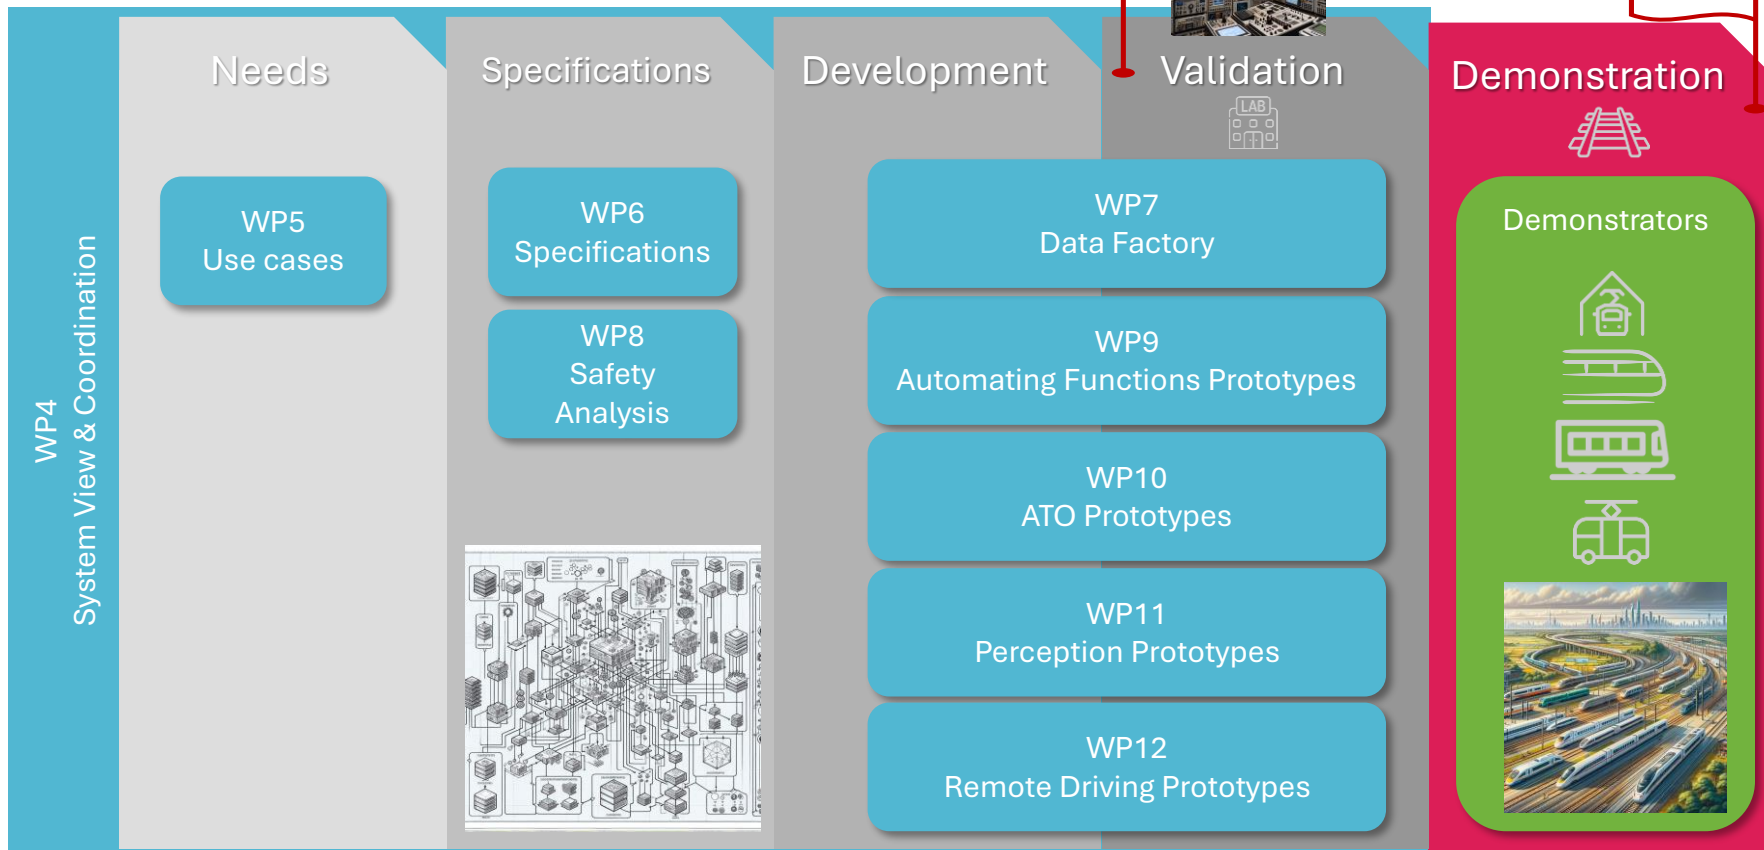 WP4
System View & Coordination
Needs
Specifications
Development
Validation
Demonstration
LAB
WP5
Use cases
WP6
Specifications
WP8
Safety
Analysis
WP7
Data Factory
WP9
Automating Functions Prototypes
WP10
ATO Prototypes
WP11
Perception Prototypes
WP12
Remote Driving Prototypes
Demonstrators